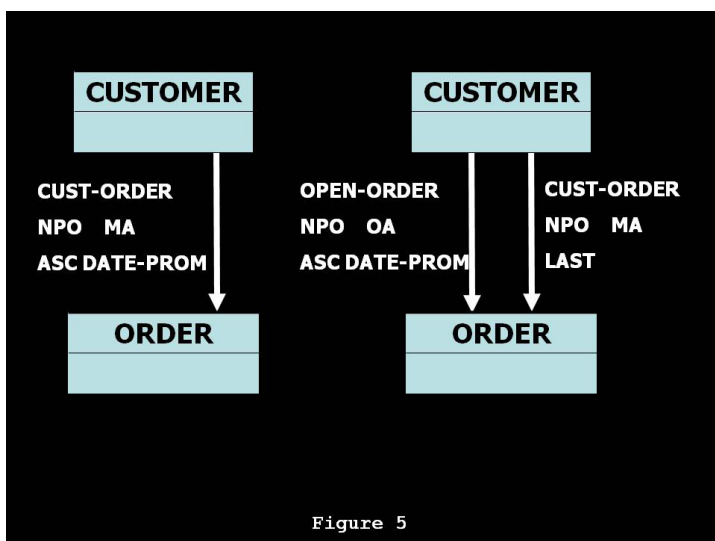 CUSTOMER
CUST-ORDER
NPO MA
ASC DATE-PROM
ORDER
CUSTOMER
OPEN-ORDER
NPO OA
ASC DATE-PROM
CUST-ORDER
NPO MA
LAST
ORDER
Figure 5